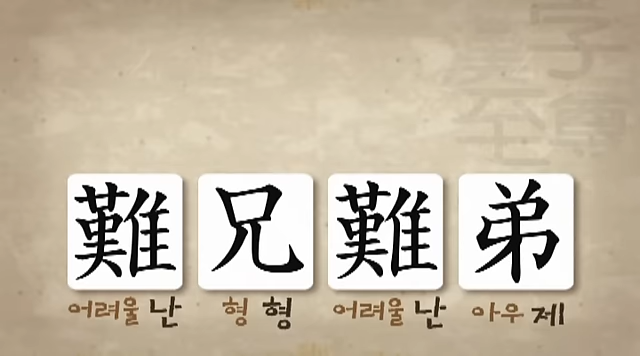 難兄難弟
어려울 난 형 형 어려울 난 아우 제